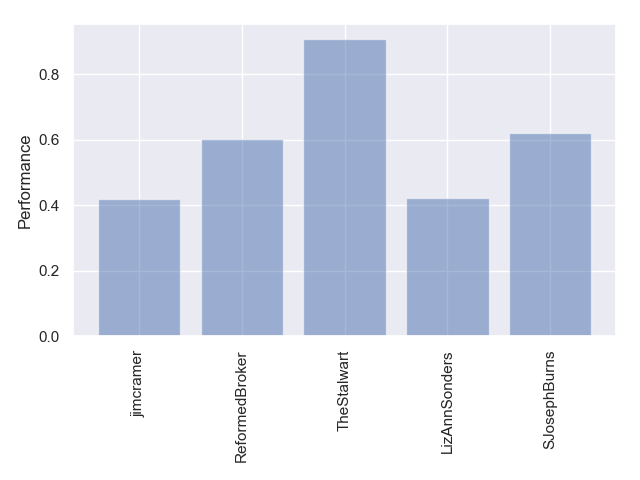 0.8
0.6
0.4
0.2
0.0
Performance
jimcramer
ReformedBroker
TheStalwart
LizAnnSonders
SJosephBurns